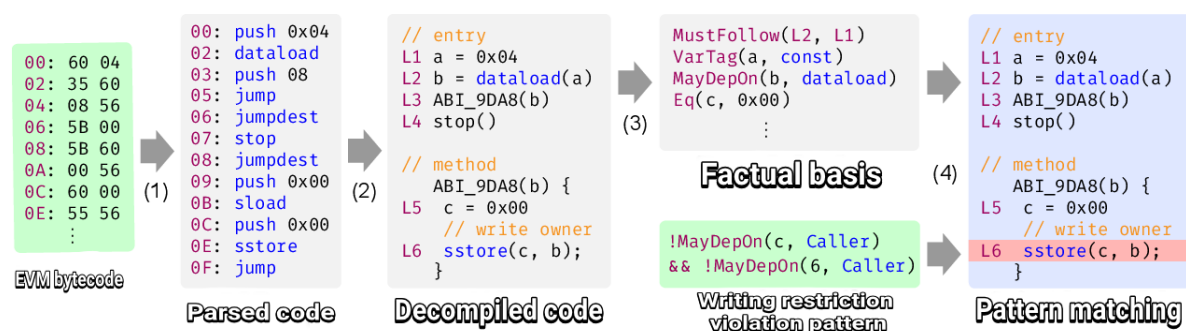 00: 60 04
02: 35 60
04: 08 56
06: 5B 00
08: 5B 60
0A: 00 56
0C: 60 00
0E: 55 56
⋮
EVM bytecode
(1)
00: push 0x04
02: dataload
03: push 08
05: jump
06: jumpdest
07: stop
08: jumpdest
09: push 0x00
0B: sload
0C: push 0x00
0E: sstore
0F: jump
Parsed code
(2)
// entry
L1 a = 0x04
L2 b = dataload(a)
L3 ABI_9DA8(b)
L4 stop()
// method
ABI_9DA8(b) {
L5 c = 0x00
// write owner
L6 sstore(c, b);
}
Decompiled code
(3)
MustFollow(L2, L1)
VarTag(a, const)
MayDepOn(b, dataload)
Eq(c, 0x00)
⋮
Factual basis
!MayDepOn(c, Caller)
&& !MayDepOn(6, Caller)
Writing restriction
violation pattern
(4)
// entry
L1 a = 0x04
L2 b = dataload(a)
L3 ABI_9DA8(b)
L4 stop()
// method
ABI_9DA8(b) {
L5 c = 0x00
// write owner
L6 sstore(c, b);
}
Pattern matching